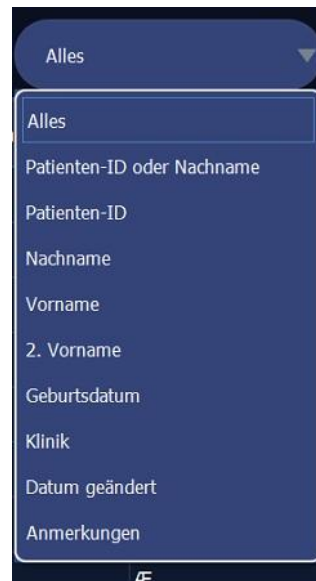 Alles
Alles
Patienten-ID oder Nachname
Patienten-ID
Nachname
Vorname
2. Vorname
Geburtsdatum
Klinik
Datum geändert
Anmerkungen
Æ